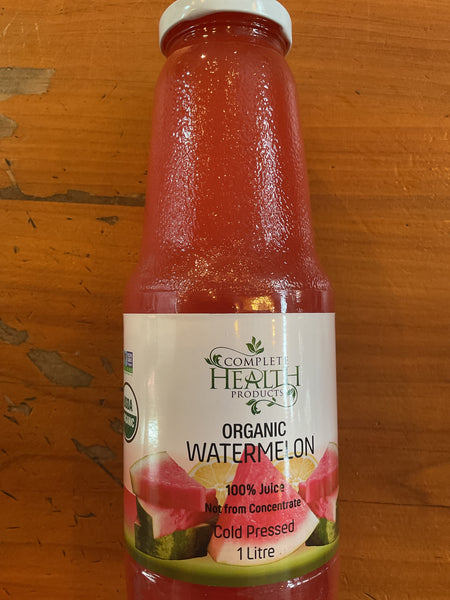 COMPLETE
HEALTH
PRODUCTS
ORGANIC
WATERMELON
100% Juice
Not from Concentrate
Cold Pressed
1 Litre